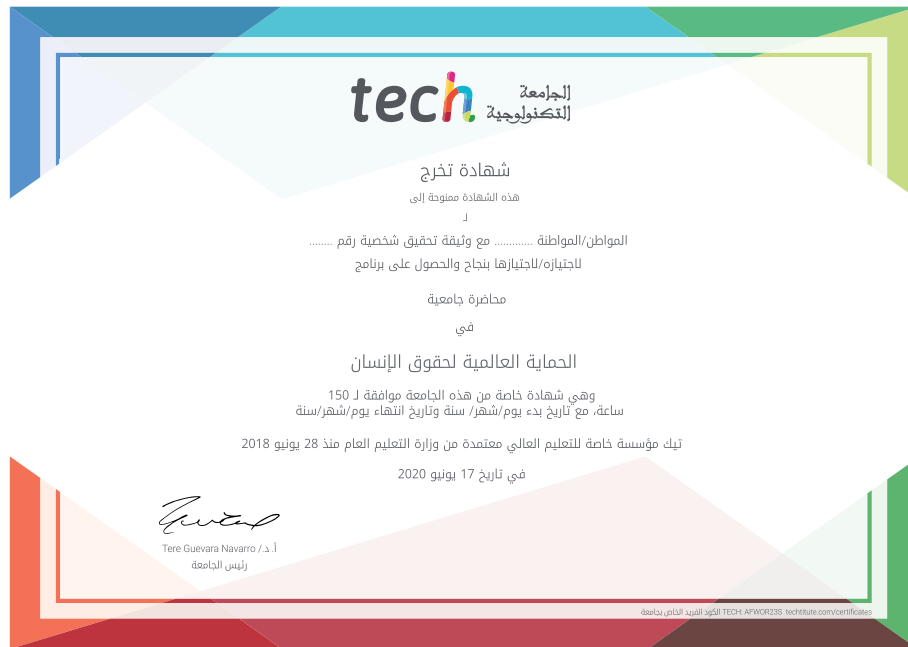 tech الجامعة
التكنولوجية
شهادة تخرج
هذه الشهادة ممنوحة إلى
لـ
المواطن/المواطنة ............. مع وثيقة تحقيق شخصية رقم ........
لاجتيازه/لاجتيازها بنجاح والحصول على برنامج
محاضرة جامعية
في
الحماية العالمية لحقوق الإنسان
وهي شهادة خاصة من هذه الجامعة موافقة لـ 150
ساعة، مع تاريخ بدء يوم/شهر/ سنة وتاريخ انتهاء يوم/شهر/سنة
تيك مؤسسة خاصة للتعليم العالي معتمدة من وزارة التعليم العام منذ 28 يونيو 2018
في تاريخ 17 يونيو 2020
أ. د./ Tere Guevara Navarro
رئيس الجامعة
الكود الفريد الخاص بجامعة TECH: AFWOR23S techtitute.com/certificates